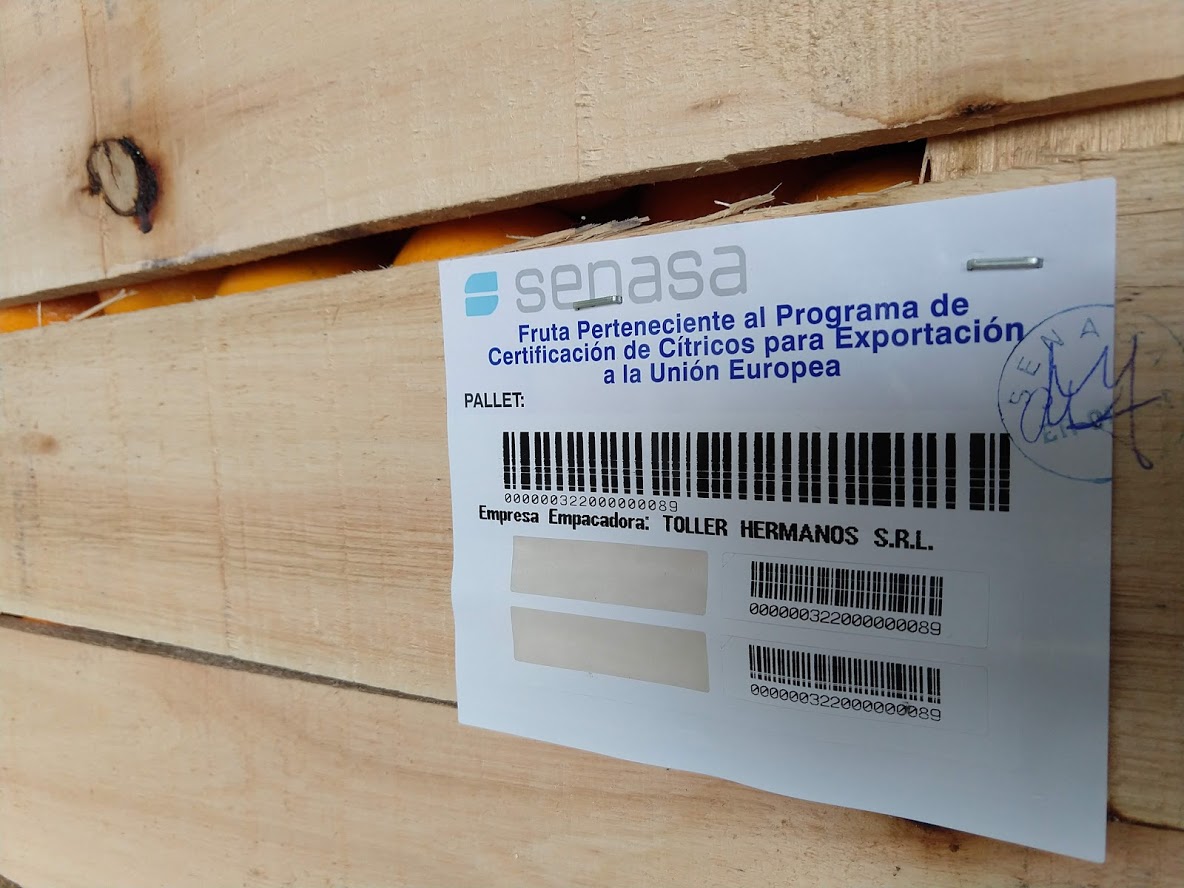 senasa
Fruta Perteneciente al Programa de
Certificación de Cítricos para Exportación
a la Unión Europea
PALLET:
000000322000000089
Empresa Empacadora: TOLLER HERMANOS S.R.L.
000000322000000089
000000322000000089
SENA